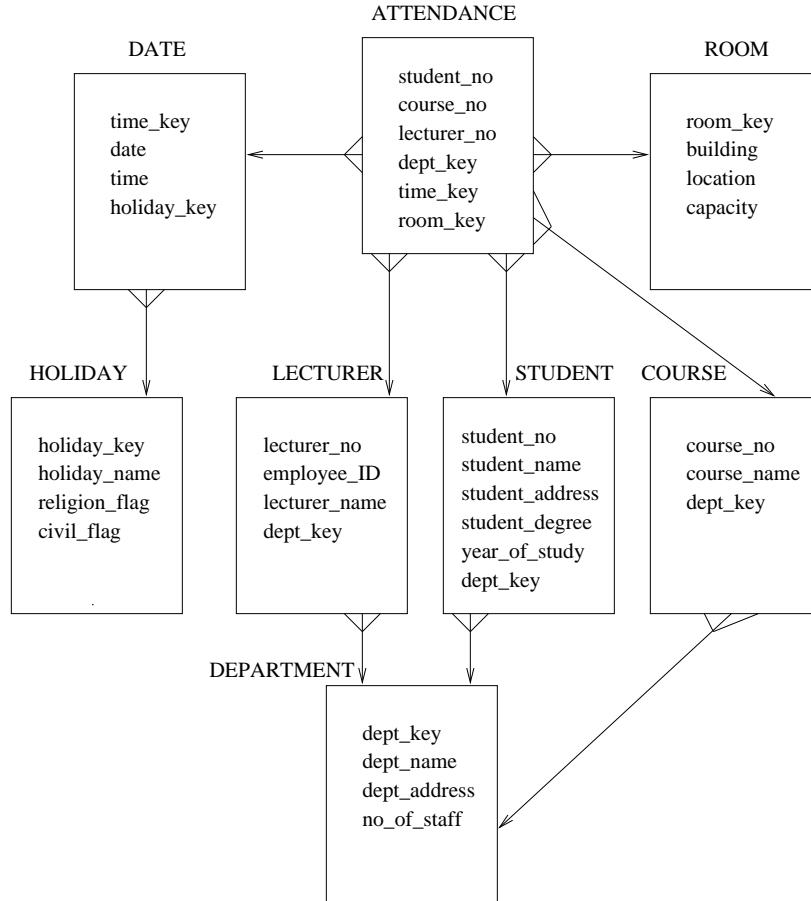 ATTENDANCE
student_no
course_no
lecturer_no
dept_key
time_key
room_key
DATE
time_key
date
time
holiday_key
ROOM
room_key
building
location
capacity
HOLIDAY
holiday_key
holiday_name
religion_flag
civil_flag
LECTURER
lecturer_no
employee_ID
lecturer_name
dept_key
STUDENT
student_no
student_name
student_address
student_degree
year_of_study
dept_key
COURSE
course_no
course_name
dept_key
DEPARTMENT
dept_key
dept_name
dept_address
no_of_staff